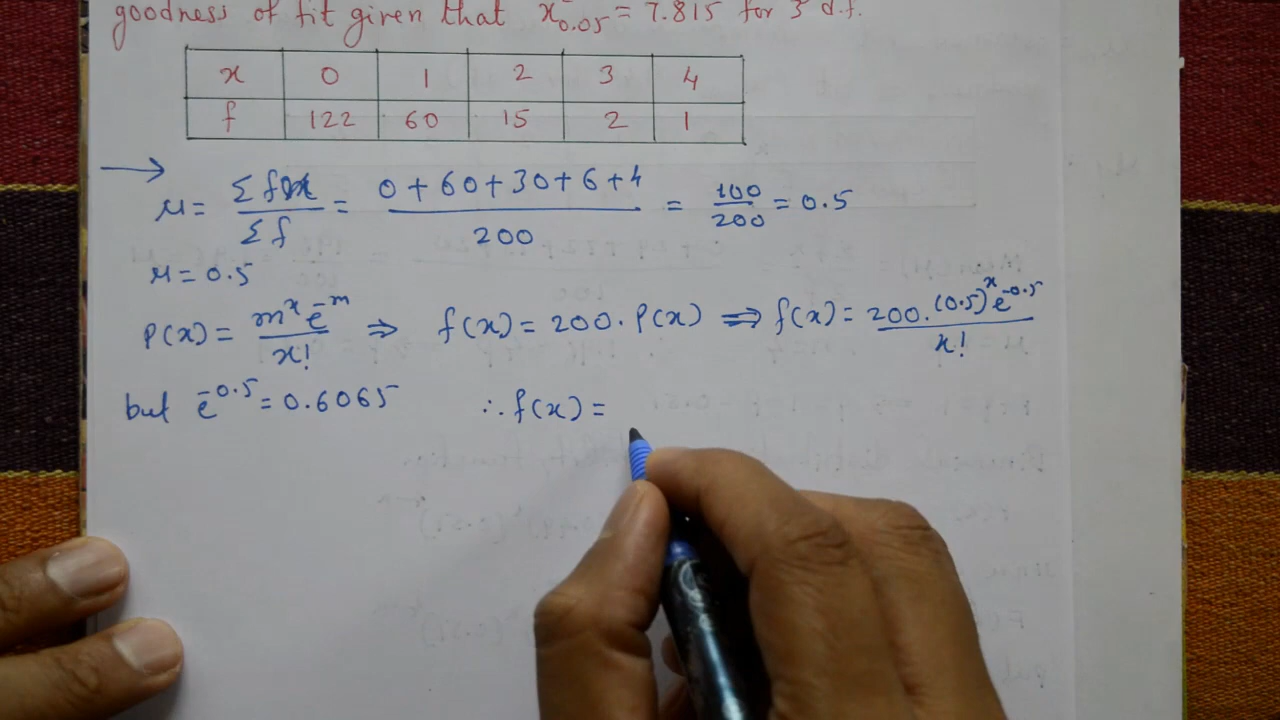 goodness of fit given that x²₀.₀₅ = 7.815 for 3 d.f.
x 0 1 2 3 4
f 122 60 15 2 1
→ μ = Σfx / Σf = (0+60+30+6+4) / 200 = 100/200 = 0.5
μ = 0.5
P(x) = m^x e^-m / x! ⇒ f(x) = 200 . P(x) ⇒ f(x) = 200.(0.5)^x e^-0.5 / x!
but e^-0.5 = 0.6065 ∴ f(x) =